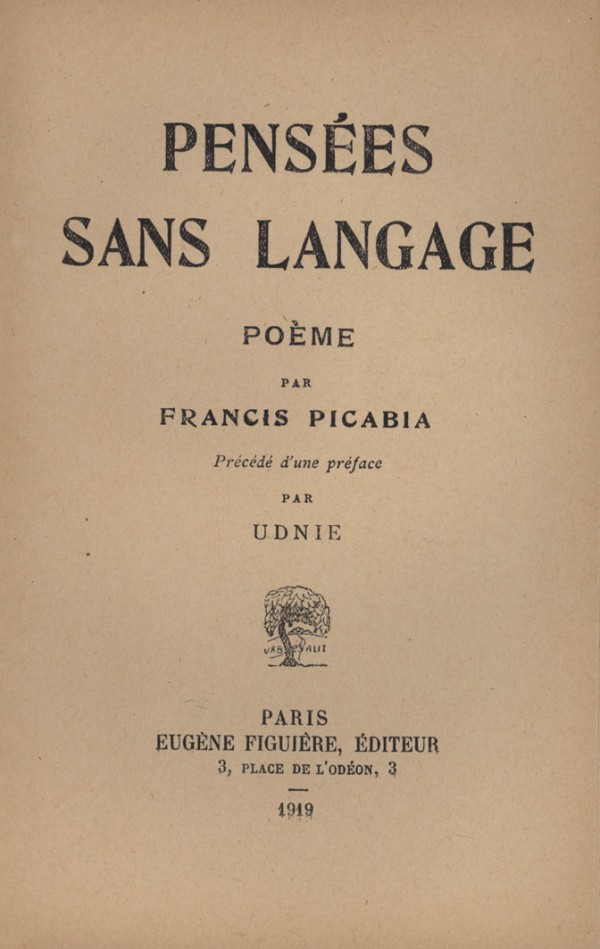 PENSÉES
SANS LANGAGE
POÈME
PAR
FRANCIS PICABIA
Précédé d'une préface
PAR
UDNIE
PARIS
EUGÈNE FIGUIÈRE, ÉDITEUR
3, PLACE DE L'ODÉON, 3
1919